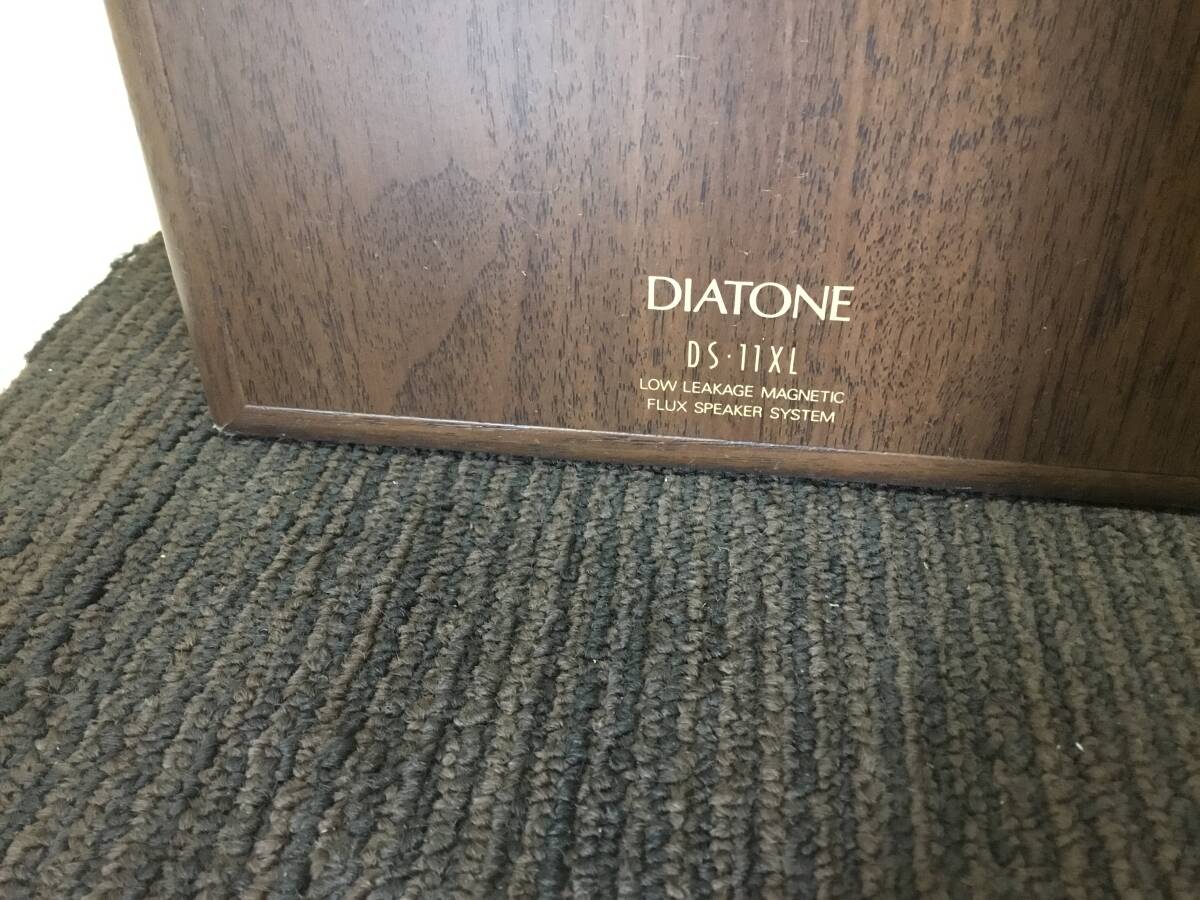 DIATONE
DS·11XL
LOW LEAKAGE MAGNETIC
FLUX SPEAKER SYSTEM